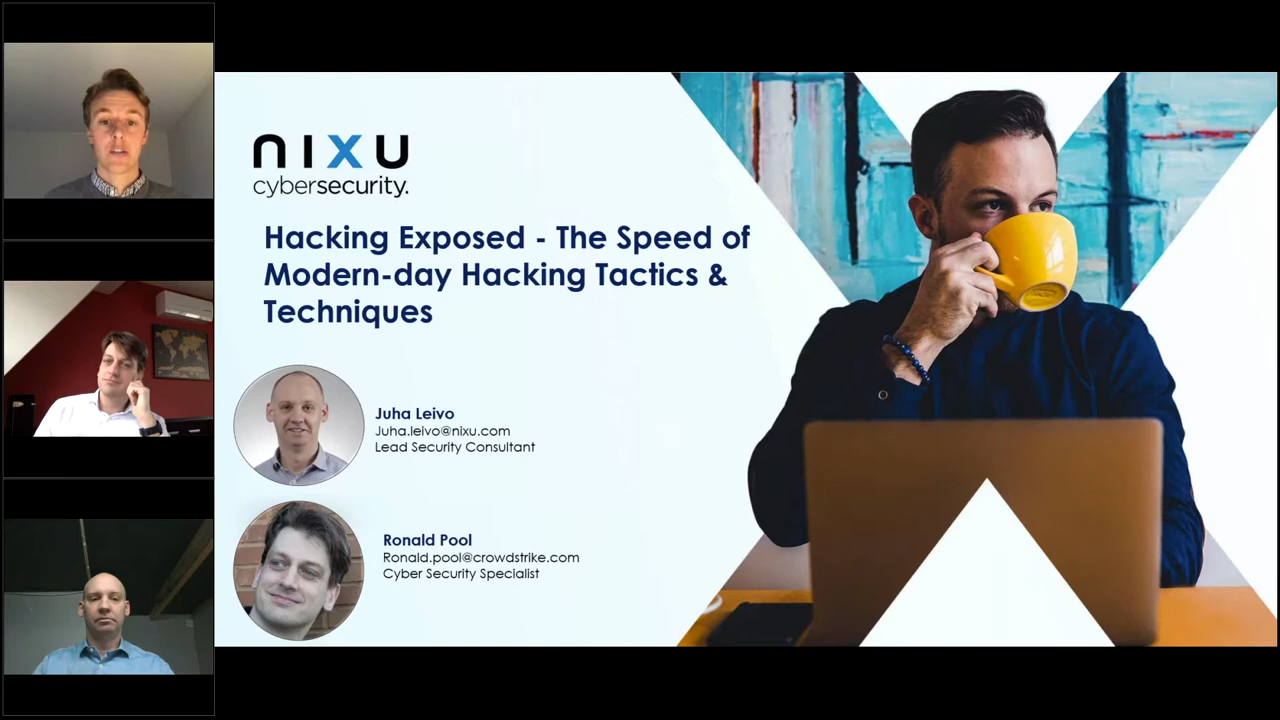 nixu
cybersecurity.
Hacking Exposed - The Speed of
Modern-day Hacking Tactics &
Techniques
Juha Leivo
Juha.leivo@nixu.com
Lead Security Consultant
Ronald Pool
Ronald.pool@crowdstrike.com
Cyber Security Specialist